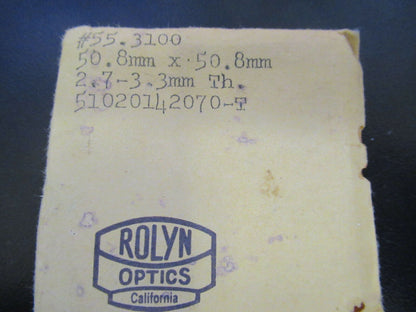 #55.3100
50.8mm x 50.8mm
2.7-3.3mm Th.
51020142070-T
ROLYN
OPTICS
California